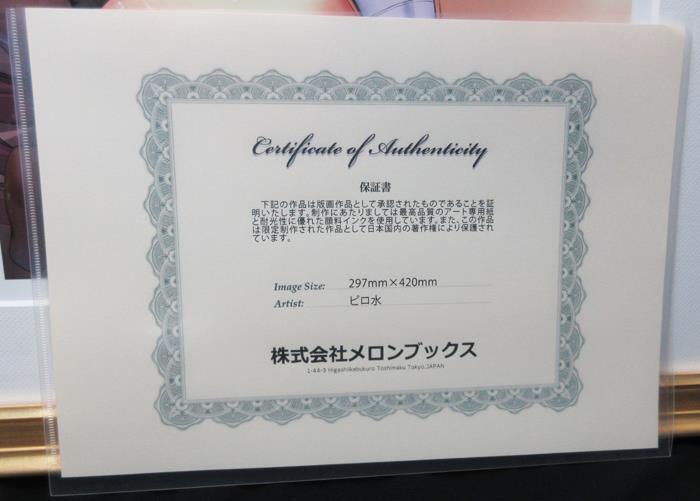 Certificate of Authenticity
保証書
下記の作品は版画作品として承認されたものであることを証
明いたします。制作にあたりましては最高品質のアート専用紙
と耐光性に優れた顔料インクを使用しています。また、この作品
は限定制作された作品として日本国内の著作権により保護され
ています。
Image Size: 297mm×420mm
Artist: ピロ水
株式会社メロンブックス
1-44-3 Higashiikebukuro Toshimaku Tokyo,JAPAN